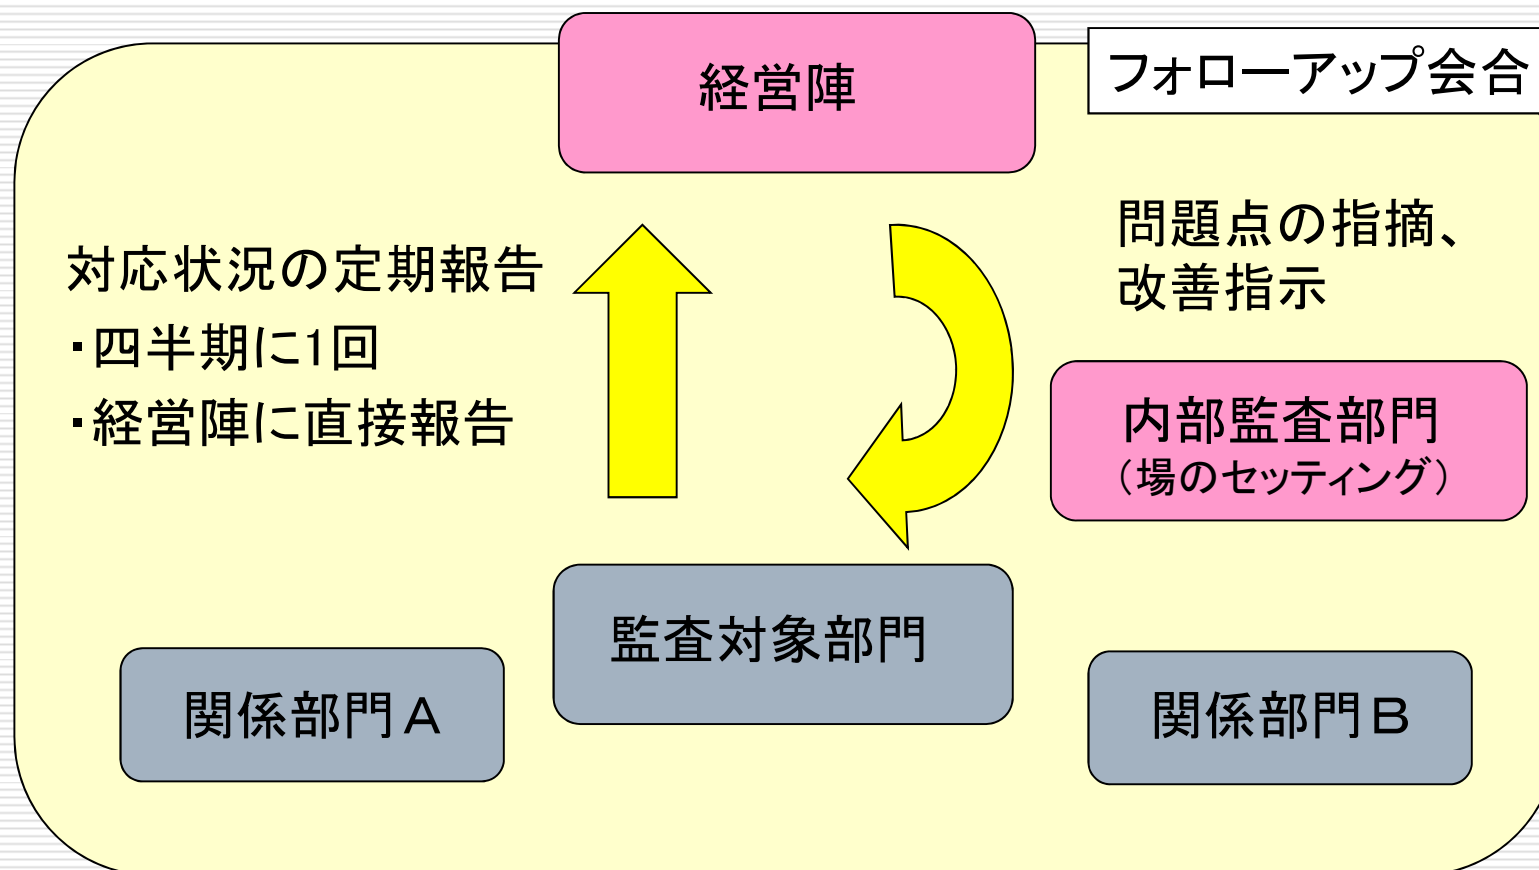 経営陣
フォローアップ会合
対応状況の定期報告
・四半期に1回
・経営陣に直接報告
問題点の指摘、
改善指示
内部監査部門
（場のセッティング）
監査対象部門
関係部門Ａ
関係部門Ｂ